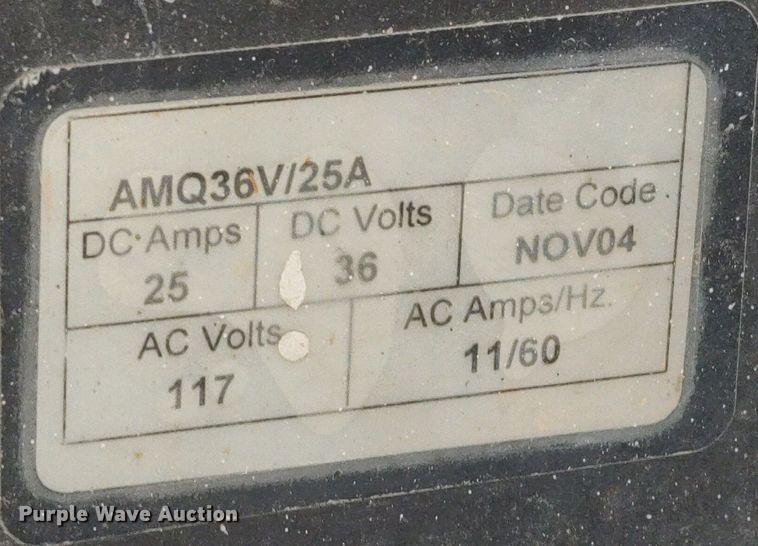 AMQ36V/25A
DC Amps
25
DC Volts
36
Date Code
NOV04
AC Volts
117
AC Amps/Hz.
11/60
Purple Wave Auction